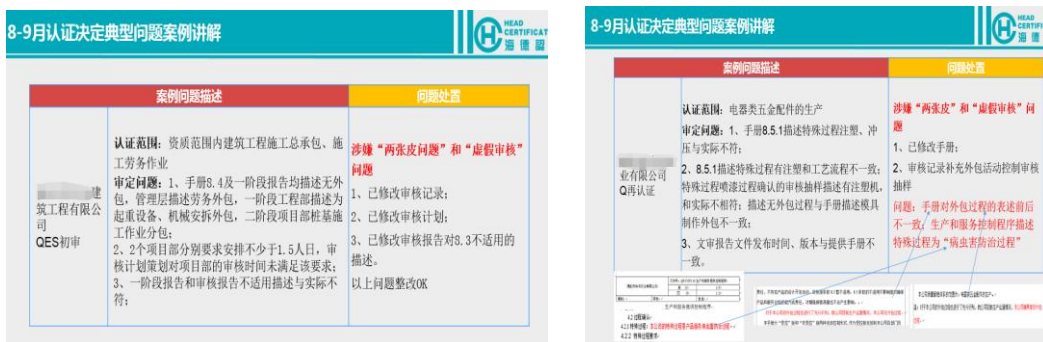 8-9月认证决定典型问题案例讲解
HEAD
CERTIFICAT
海德認
案例问题描述
问题处置
建
筑工程有限公
司
QES初审
认证范围：资质范围内建筑工程施工总承包、施
工劳务作业
审定问题：1、手册8.4及一阶段报告均描述无外
包，管理层描述劳务外包，一阶段工程部描述为
起重设备、机械安拆外包，二阶段项目部桩基施
工作业分包；
2、2个项目部分别要求安排不少于1.5人日，审
核计划策划对项目部的审核时间未满足该要求；
3、一阶段报告和审核报告不适用描述与实际不
符；
涉嫌“两张皮问题”和“虚假审核”
问题
1、已修改审核记录；
2、已修改审核计划；
3、已修改审核报告对8.3不适用的
描述。
以上问题整改OK
8-9月认证决定典型问题案例讲解
HEAD
CERTIFI
海德
案例问题描述
问题处置
业有限公司
Q再认证
认证范围：电器类五金配件的生产
审定问题：1、手册8.5.1描述特殊过程注塑、冲
压与实际不符；
2、8.5.1描述特殊过程有注塑和工艺流程不一致；
特殊过程喷漆过程确认的审核抽样描述有注塑机，
和实际不相符；描述无外包过程与手册描述模具
制作外包不一致；
3、文审报告文件发布时间、版本与提供手册不
一致。
涉嫌“两张皮”和“虚假审核”问
题
1、已修改手册；
2、审核记录补充外包活动控制审核
抽样
问题：手册对外包过程的表述前后
不一致；生产和服务控制程序描述
特殊过程为“病虫害防治过程”